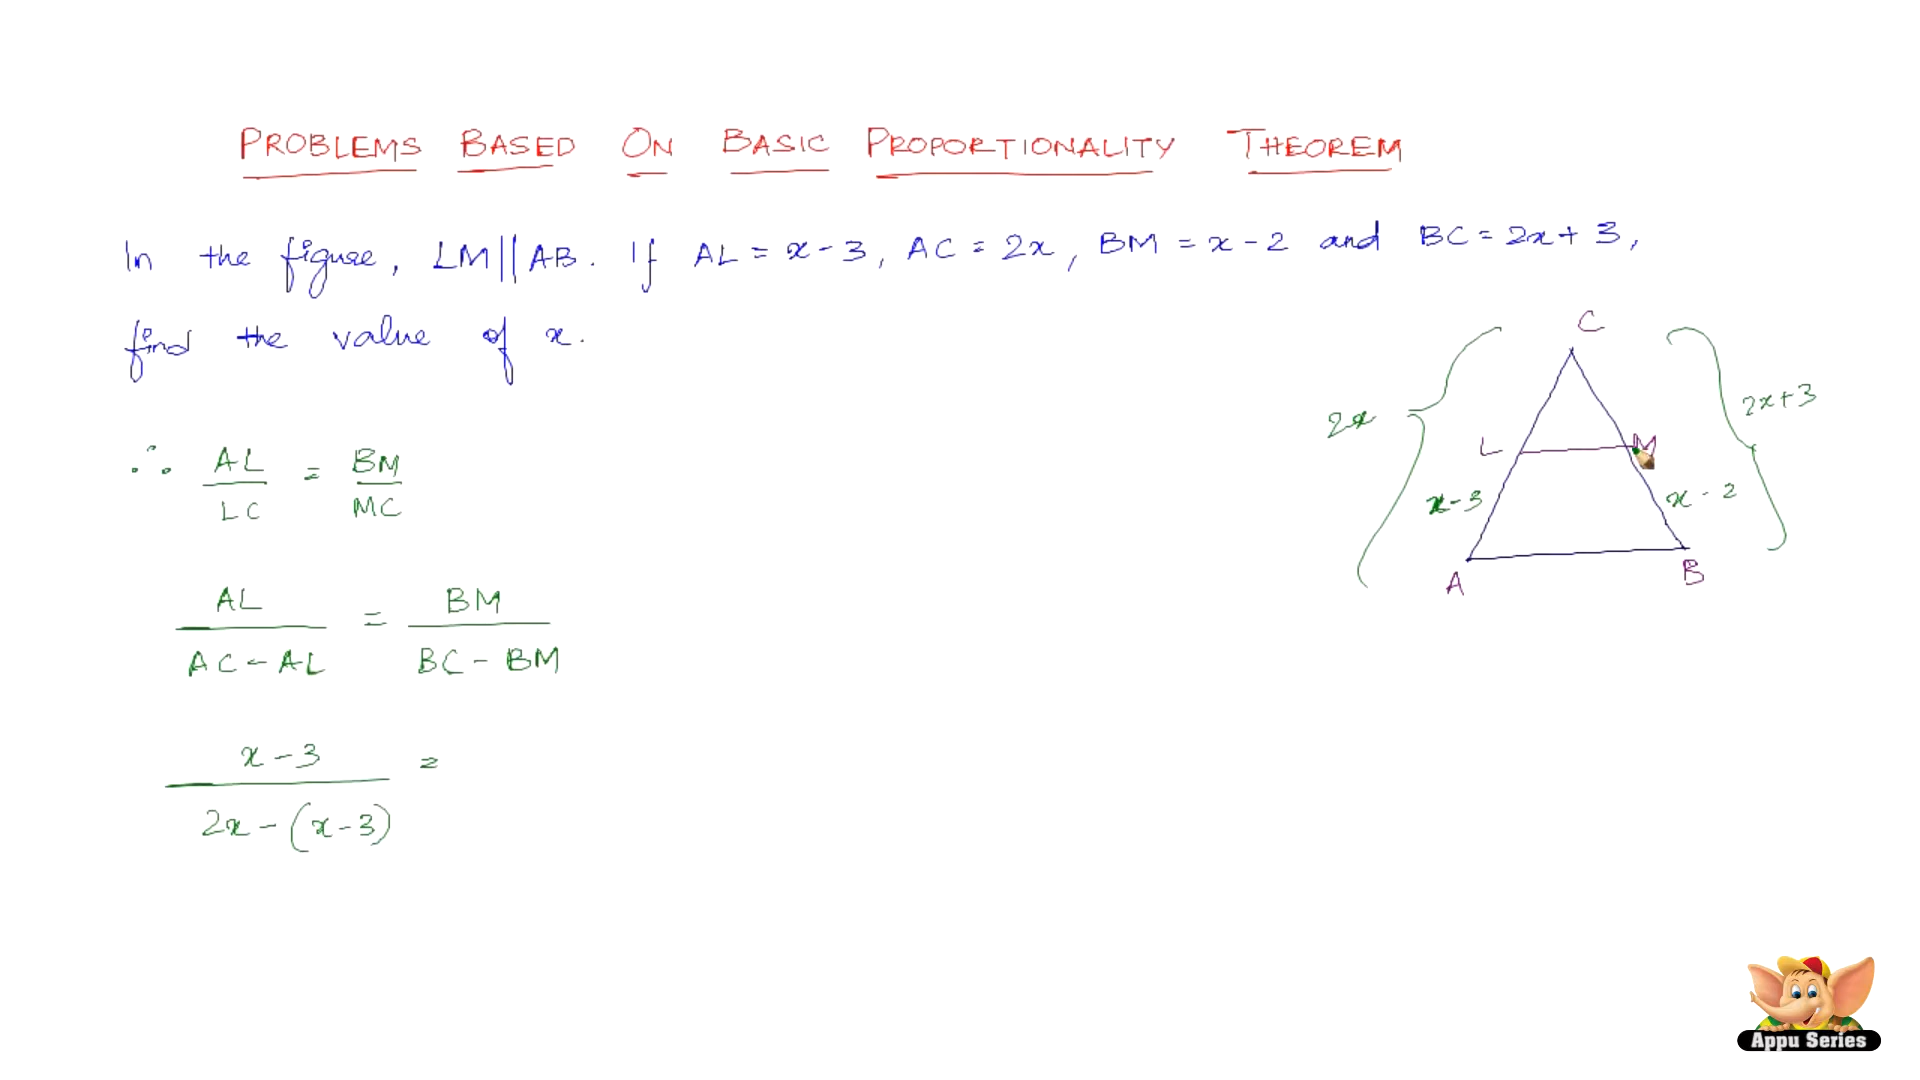 PROBLEMS BASED ON BASIC PROPORTIONALITY THEOREM
In the figure, LM||AB. If AL = x - 3, AC = 2x, BM = x - 2 and BC = 2x + 3,
find the value of x.
∴ AL/LC = BM/MC
AL/(AC - AL) = BM/(BC - BM)
x - 3/(2x - (x - 3)) =
C
2x
2x+3
L M
x-3
x - 2
A B
Appu Series